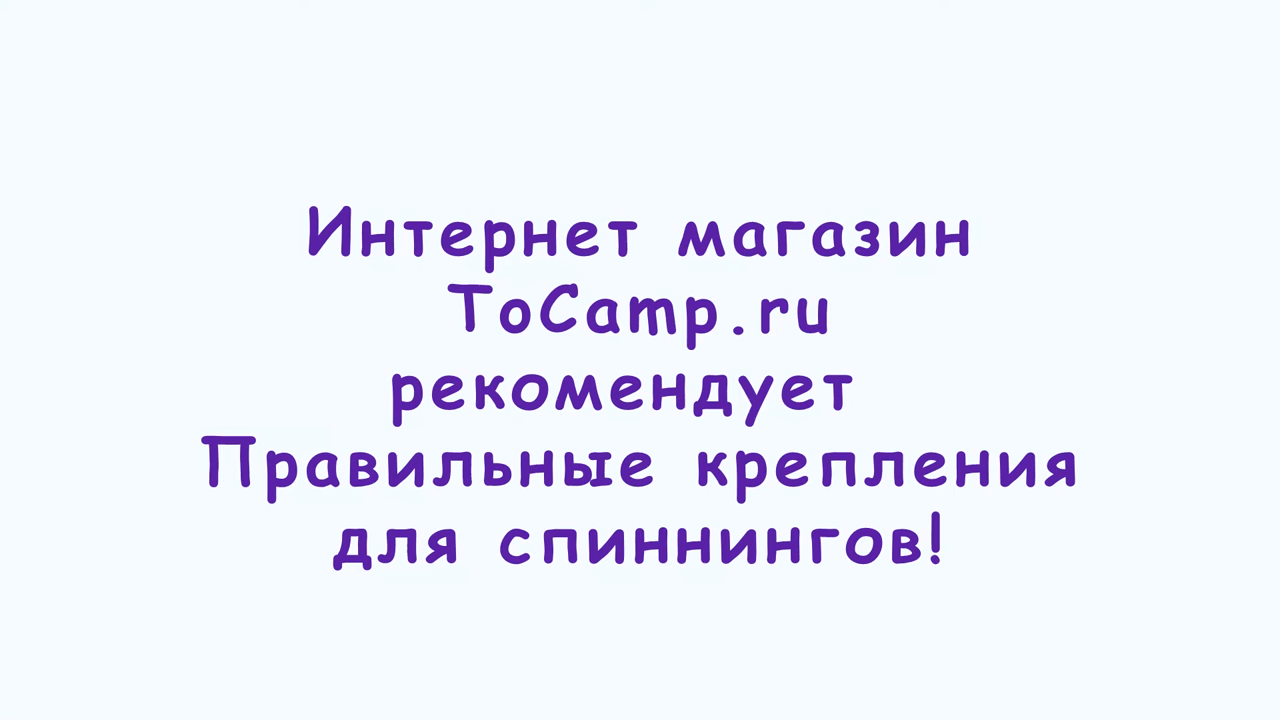 Интернет магазин
ToCamp.ru
рекомендует
Правильные крепления
для спиннингов!